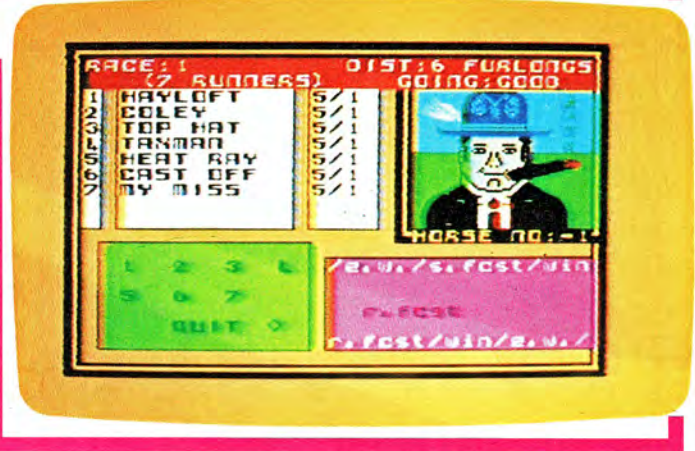 RACE:1 DIST:6 FURLONGS
(7 RUNNERS) GOING:GOOD
1 HAYLOFT 5/1
2 COLEY 5/1
3 TOP HAT 5/1
4 TAXMAN 5/1
5 HEAT RAY 5/1
6 CAST OFF 5/1
7 MY MISS 5/1
HORSE NO:-1
1 2 3 4
5 6 7
QUIT >
/e.w./s.fcst/win
r.fcst
r.fcst/win/e.w./